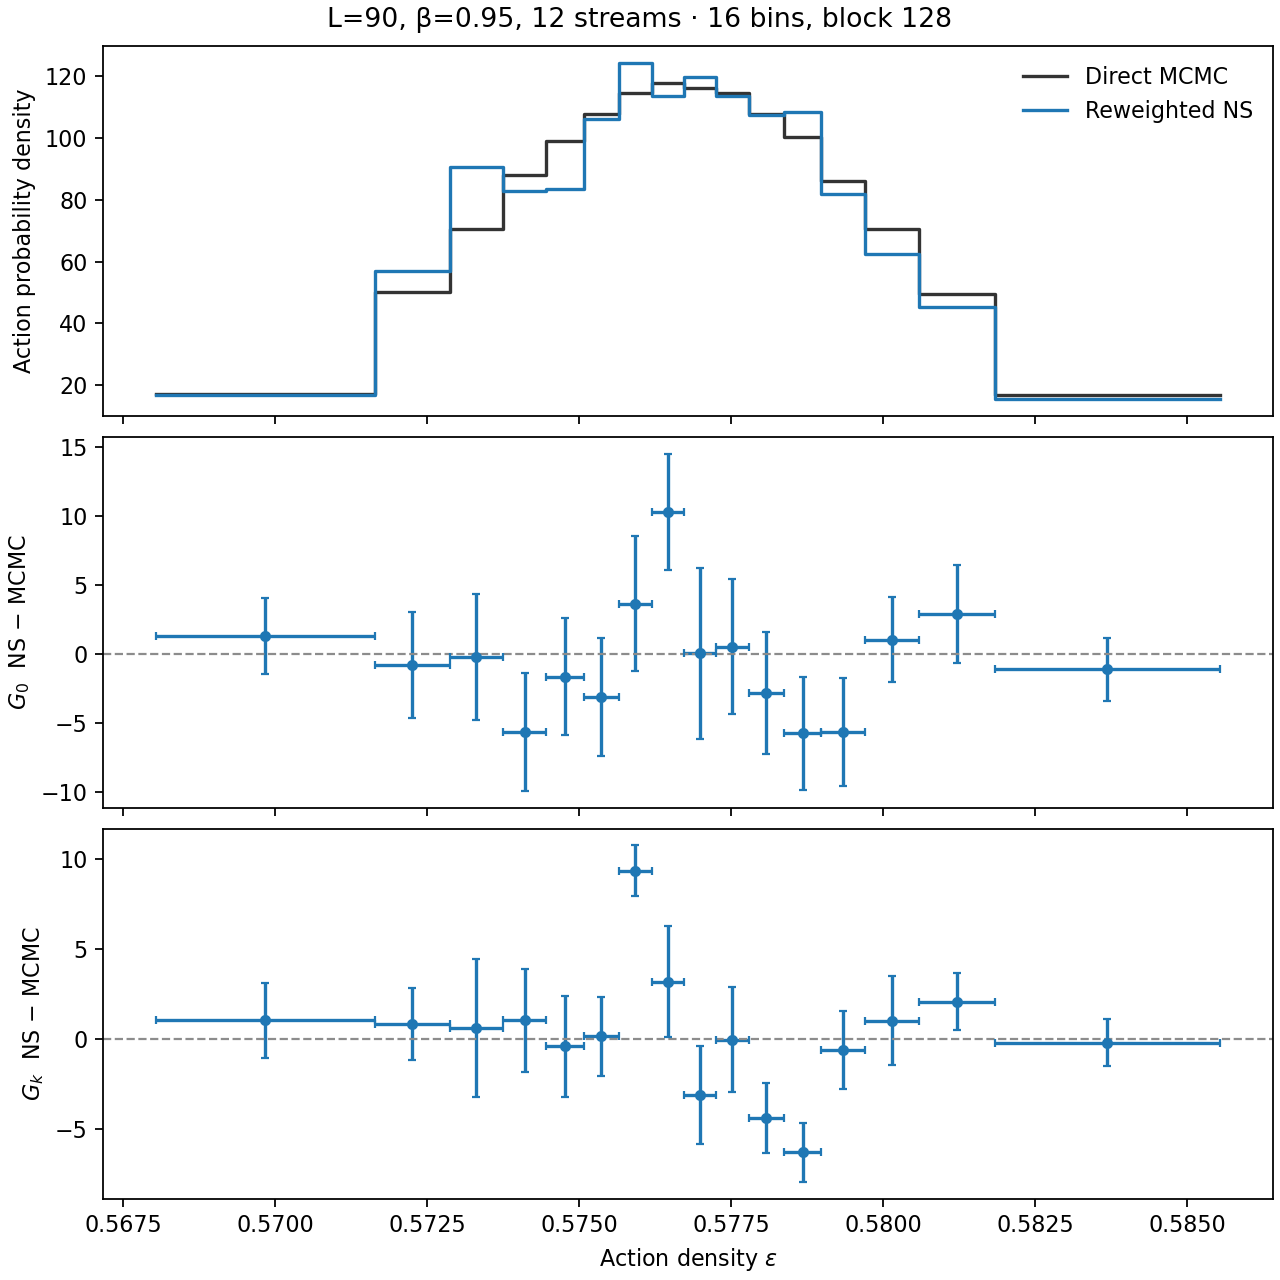 L=90, β=0.95, 12 streams · 16 bins, block 128
Action probability density
120
100
80
60
40
20
Direct MCMC
Reweighted NS
G₀ NS − MCMC
15
10
5
0
−5
−10
Gₖ NS − MCMC
10
5
0
−5
0.5675 0.5700 0.5725 0.5750 0.5775 0.5800 0.5825 0.5850
Action density ε